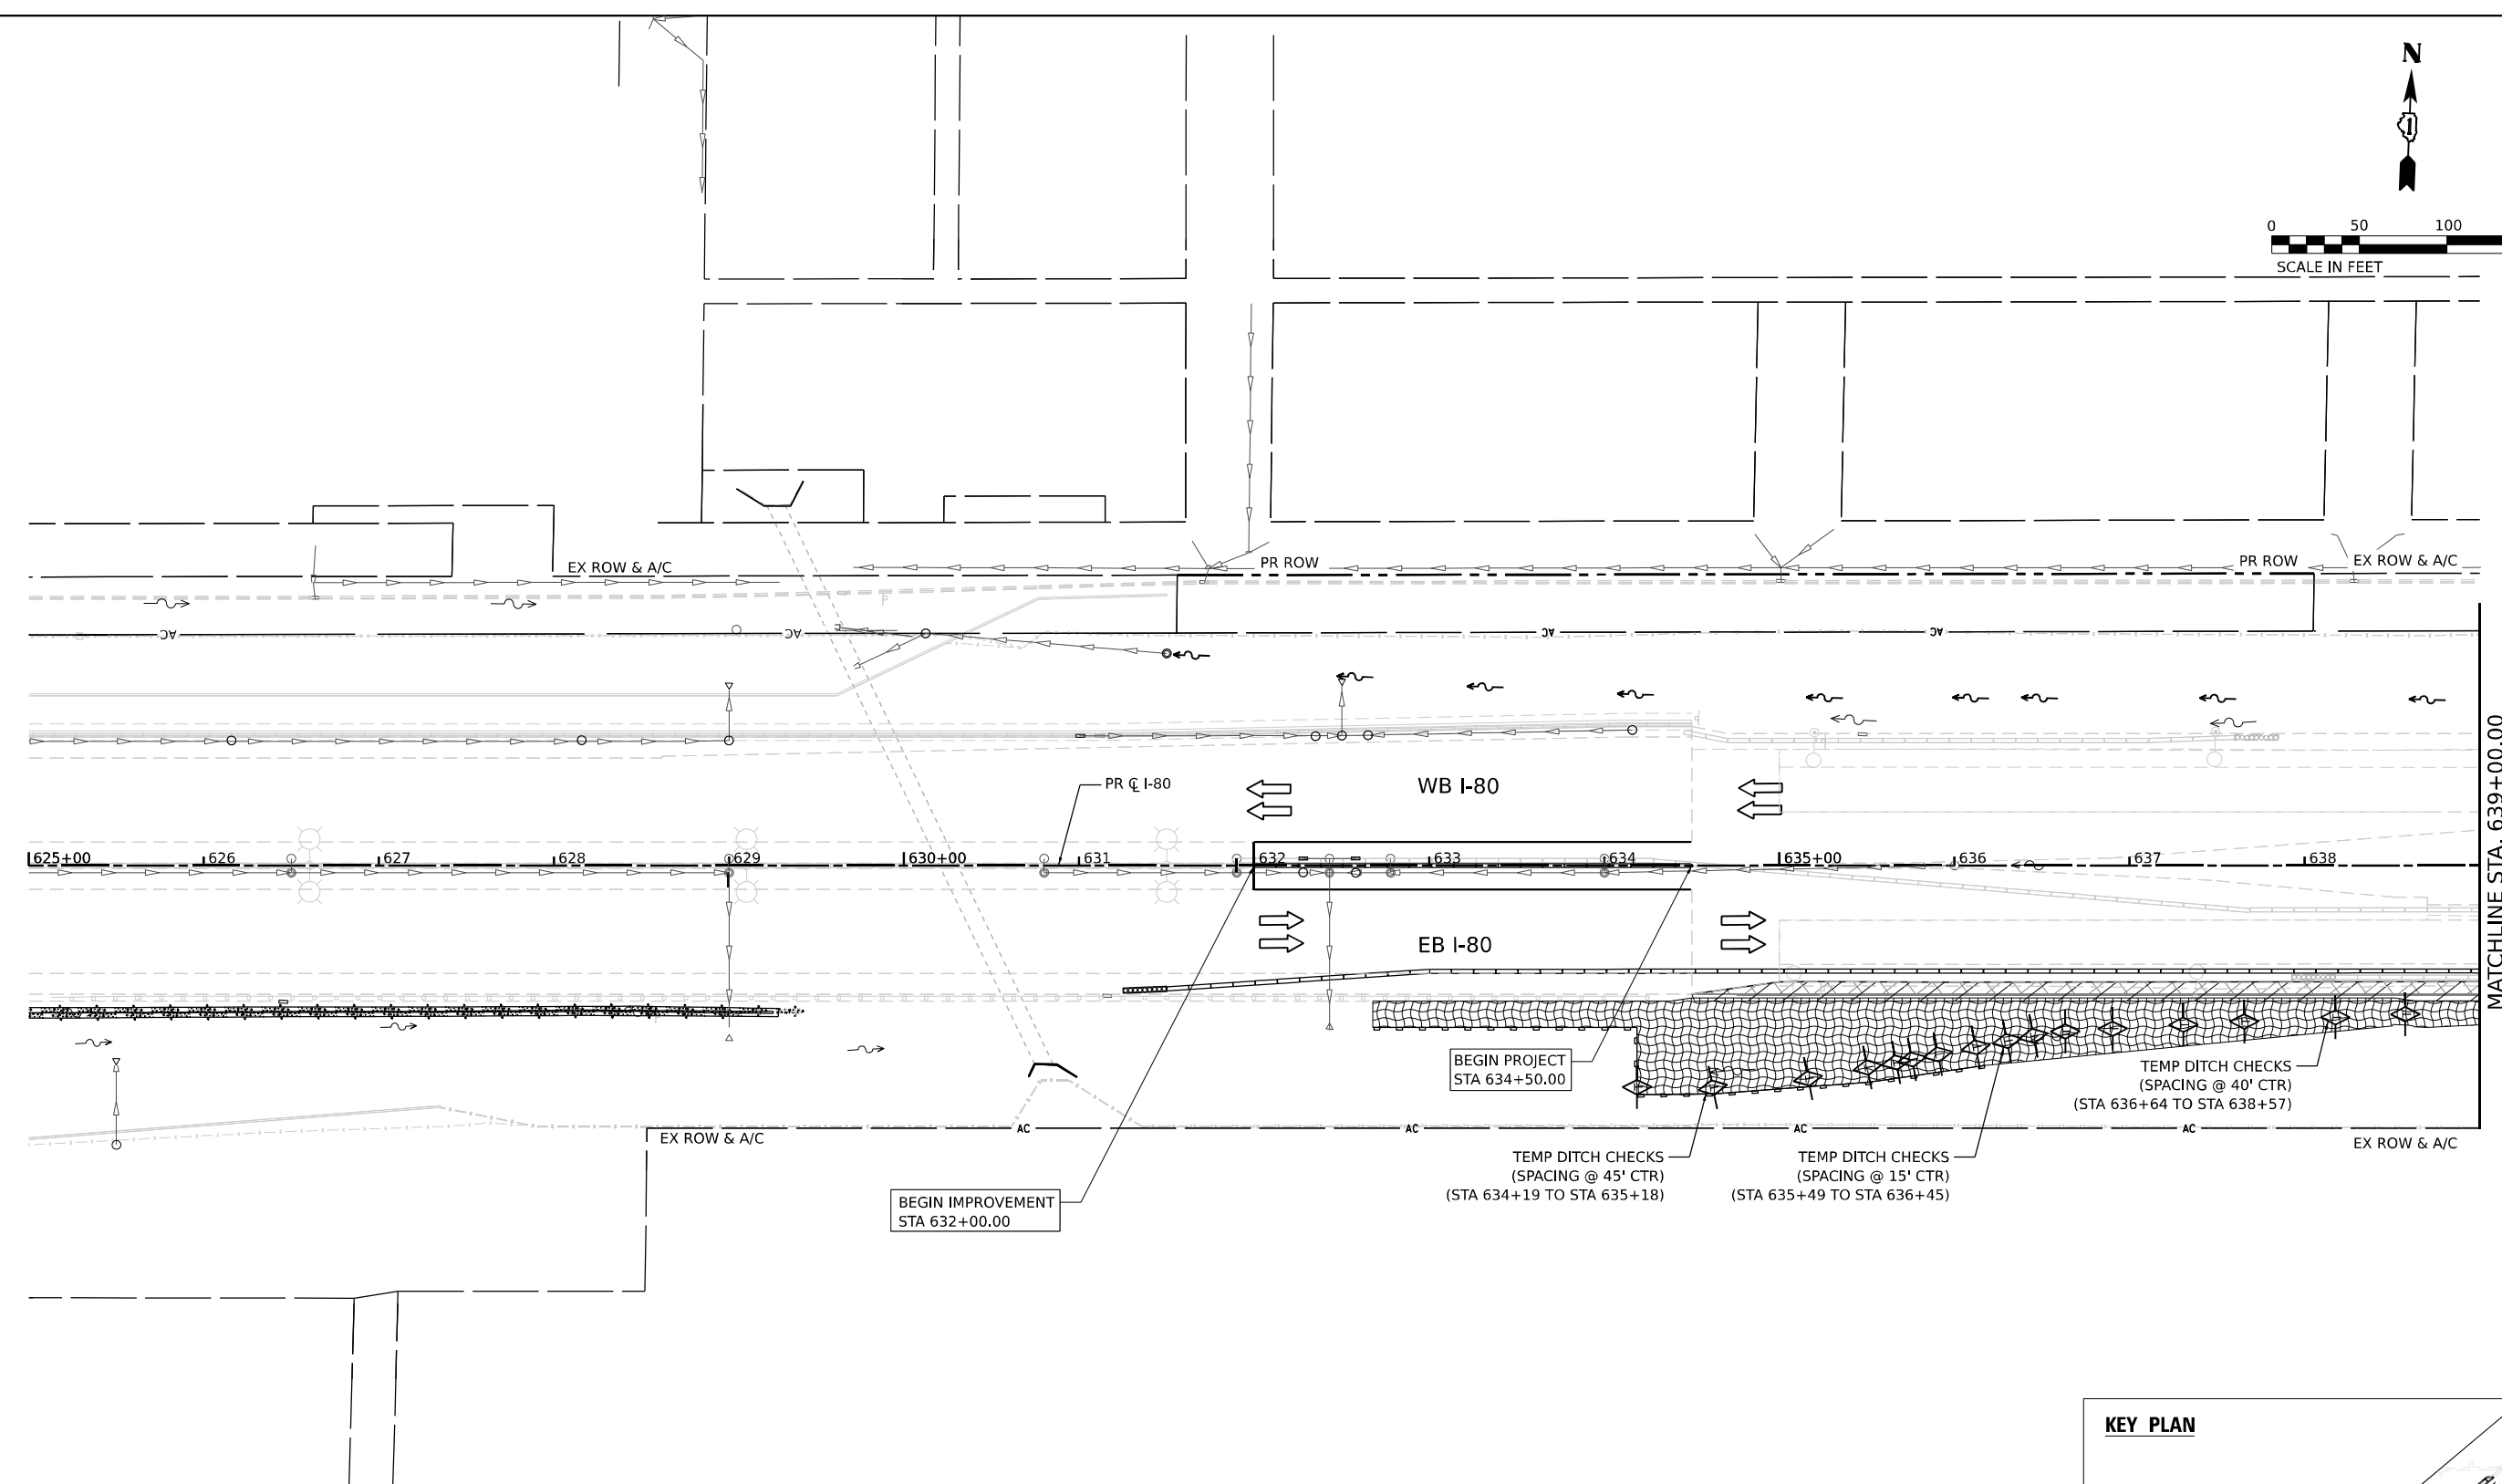 N
1
0 50 100
SCALE IN FEET
EX ROW & A/C
PR ROW
PR ROW
EX ROW & A/C
AC
AC
AC
AC
PR ℄ I-80
WB I-80
625+00 626 627 628 629 630+00 631 632 633 634 635+00 636 637 638
EB I-80
MATCHLINE STA. 639+00.00
BEGIN PROJECT
STA 634+50.00
TEMP DITCH CHECKS
(SPACING @ 40' CTR)
(STA 636+64 TO STA 638+57)
EX ROW & A/C
AC
AC
AC
AC
EX ROW & A/C
TEMP DITCH CHECKS
(SPACING @ 45' CTR)
(STA 634+19 TO STA 635+18)
TEMP DITCH CHECKS
(SPACING @ 15' CTR)
(STA 635+49 TO STA 636+45)
BEGIN IMPROVEMENT
STA 632+00.00
KEY PLAN